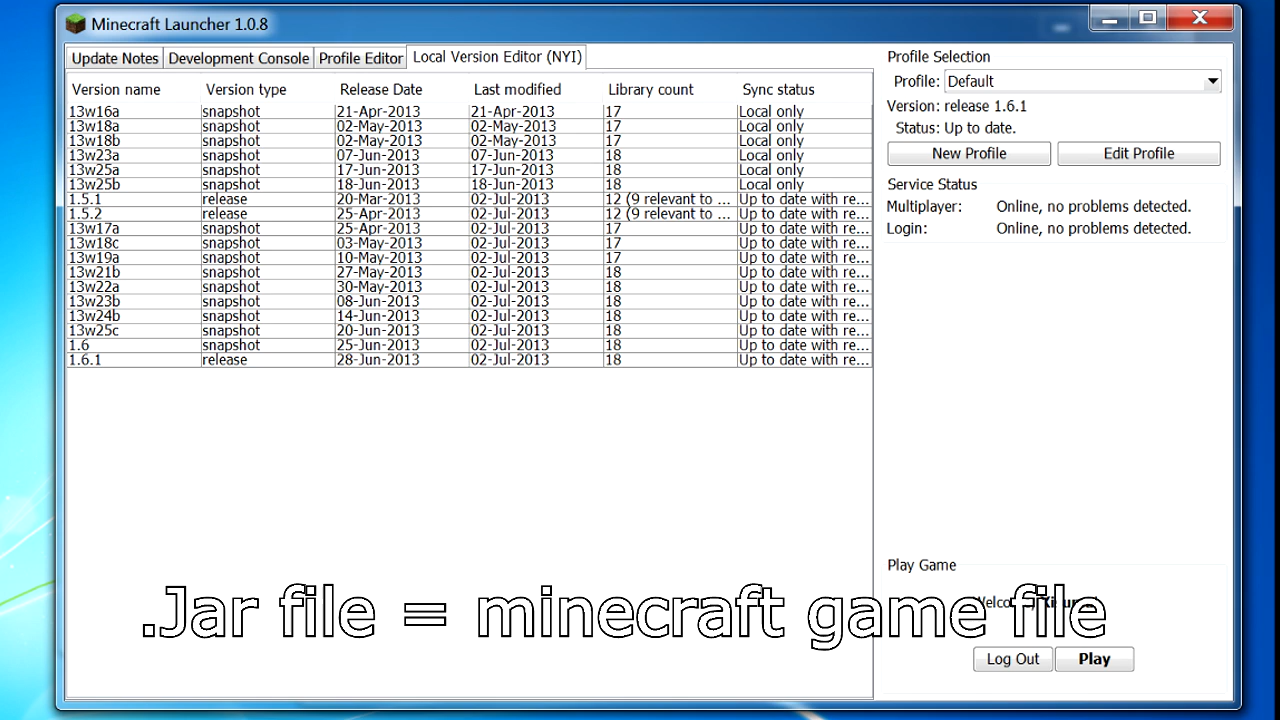 Minecraft Launcher 1.0.8
Update Notes Development Console Profile Editor Local Version Editor (NYI)
Version name Version type Release Date Last modified Library count Sync status
13w16a snapshot 21-Apr-2013 21-Apr-2013 17 Local only
13w18a snapshot 02-May-2013 02-May-2013 17 Local only
13w18b snapshot 02-May-2013 02-May-2013 17 Local only
13w23a snapshot 07-Jun-2013 07-Jun-2013 18 Local only
13w25a snapshot 17-Jun-2013 17-Jun-2013 18 Local only
13w25b snapshot 18-Jun-2013 18-Jun-2013 18 Local only
1.5.1 release 20-Mar-2013 02-Jul-2013 12 (9 relevant to ... Up to date with re...
1.5.2 release 25-Apr-2013 02-Jul-2013 12 (9 relevant to ... Up to date with re...
13w17a snapshot 25-Apr-2013 02-Jul-2013 17 Up to date with re...
13w18c snapshot 03-May-2013 02-Jul-2013 17 Up to date with re...
13w19a snapshot 10-May-2013 02-Jul-2013 17 Up to date with re...
13w21b snapshot 27-May-2013 02-Jul-2013 18 Up to date with re...
13w22a snapshot 30-May-2013 02-Jul-2013 18 Up to date with re...
13w23b snapshot 08-Jun-2013 02-Jul-2013 18 Up to date with re...
13w24b snapshot 14-Jun-2013 02-Jul-2013 18 Up to date with re...
13w25c snapshot 20-Jun-2013 02-Jul-2013 18 Up to date with re...
1.6 snapshot 25-Jun-2013 02-Jul-2013 18 Up to date with re...
1.6.1 release 28-Jun-2013 02-Jul-2013 18 Up to date with re...
Profile Selection
Profile: Default
Version: release 1.6.1
Status: Up to date.
New Profile Edit Profile
Service Status
Multiplayer: Online, no problems detected.
Login: Online, no problems detected.
Play Game
.Jar file = minecraft game file
Log Out Play